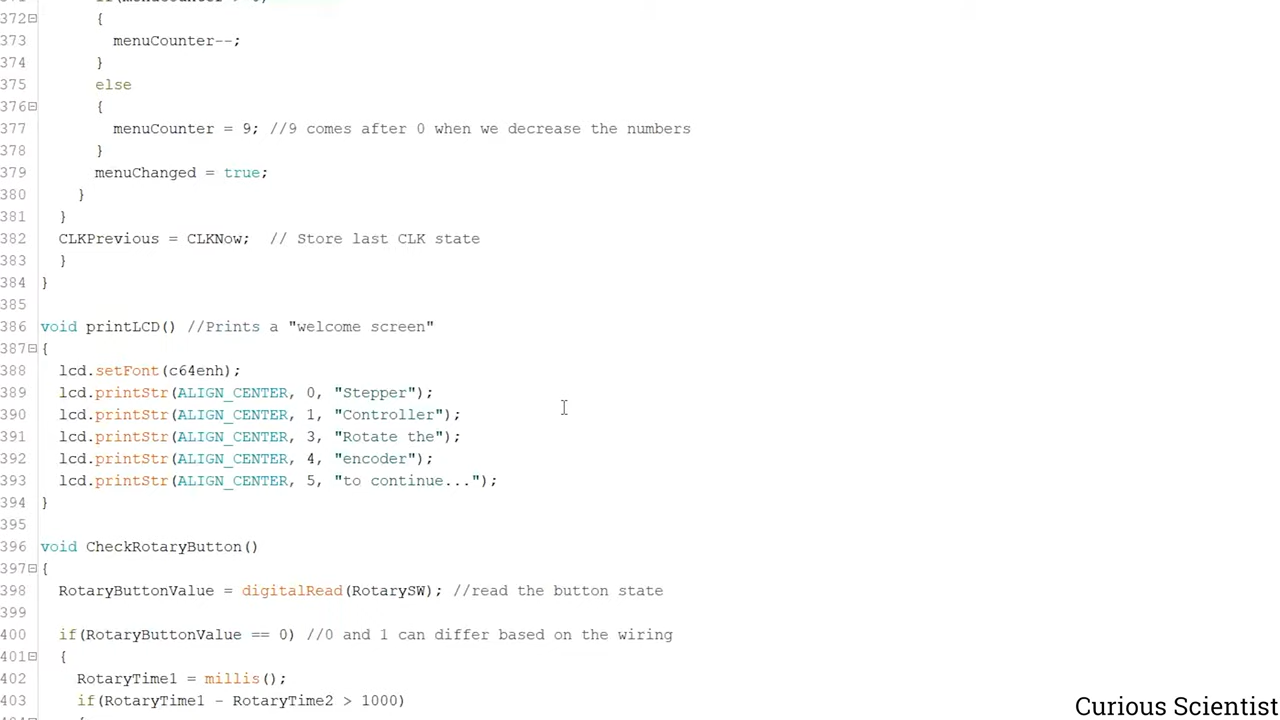 372 {
373 menuCounter--;
374 }
375 else
376 {
377 menuCounter = 9; //9 comes after 0 when we decrease the numbers
378 }
379 menuChanged = true;
380 }
381 }
382 CLKPrevious = CLKNow;  // Store last CLK state
383 }
384 }
385
386 void printLCD() //Prints a "welcome screen"
387 {
388 lcd.setFont(c64enh);
389 lcd.printStr(ALIGN_CENTER, 0, "Stepper");
390 lcd.printStr(ALIGN_CENTER, 1, "Controller");
391 lcd.printStr(ALIGN_CENTER, 3, "Rotate the");
392 lcd.printStr(ALIGN_CENTER, 4, "encoder");
393 lcd.printStr(ALIGN_CENTER, 5, "to continue...");
394 }
395
396 void CheckRotaryButton()
397 {
398 RotaryButtonValue = digitalRead(RotarySW); //read the button state
399
400 if(RotaryButtonValue == 0) //0 and 1 can differ based on the wiring
401 {
402 RotaryTime1 = millis();
403 if(RotaryTime1 - RotaryTime2 > 1000)
Curious Scientist